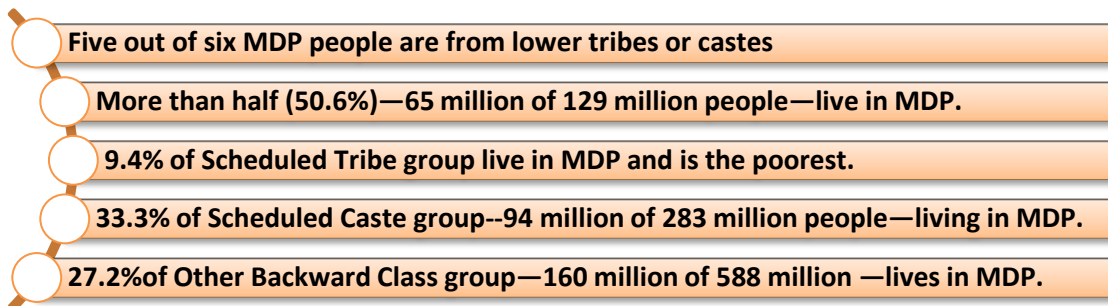 Five out of six MDP people are from lower tribes or castes
More than half (50.6%)—65 million of 129 million people—live in MDP.
9.4% of Scheduled Tribe group live in MDP and is the poorest.
33.3% of Scheduled Caste group--94 million of 283 million people—living in MDP.
27.2%of Other Backward Class group—160 million of 588 million —lives in MDP.